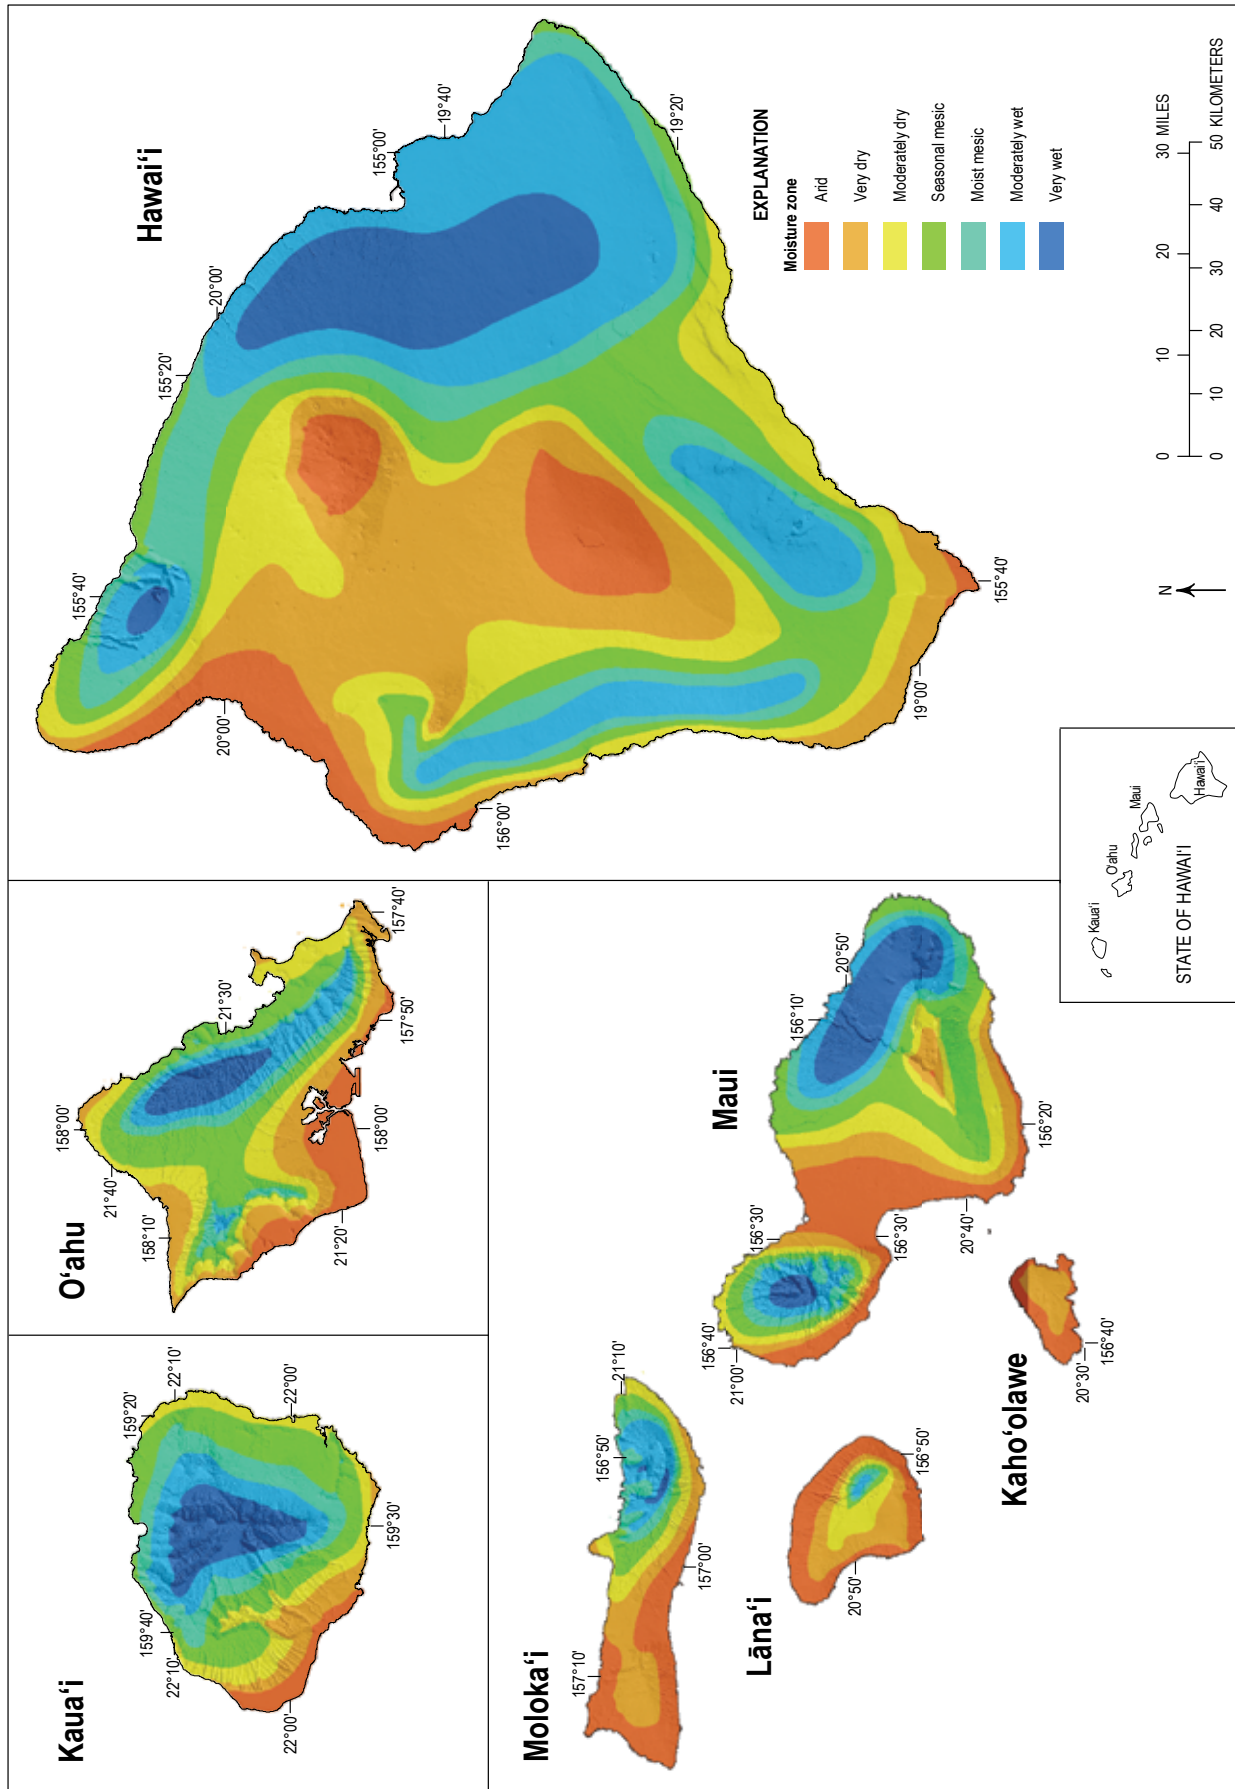 Kauaʻi
159°40'
22°10'
22°00'
159°20'
22°10'
22°00'
159°30'
Oʻahu
158°10'
21°40'
158°00'
21°30'
157°40'
157°50'
158°00'
21°20'
Hawaiʻi
155°40'
155°20'
20°00'
155°00'
19°40'
19°20'
20°00'
156°00'
19°00'
155°40'
EXPLANATION
Moisture zone
Arid
Very dry
Moderately dry
Seasonal mesic
Moist mesic
Moderately wet
Very wet
0 10 20 30 MILES
0 10 20 30 40 50 KILOMETERS
N
Molokaʻi
157°10'
157°00'
156°50'
21°10'
Lānaʻi
20°50'
156°50'
Maui
156°40'
21°00'
156°30'
156°30'
156°10'
20°50'
20°40'
156°20'
Kahoʻolawe
20°30'
156°40'
Kauaʻi
Oʻahu
Maui
Hawaiʻi
STATE OF HAWAIʻI